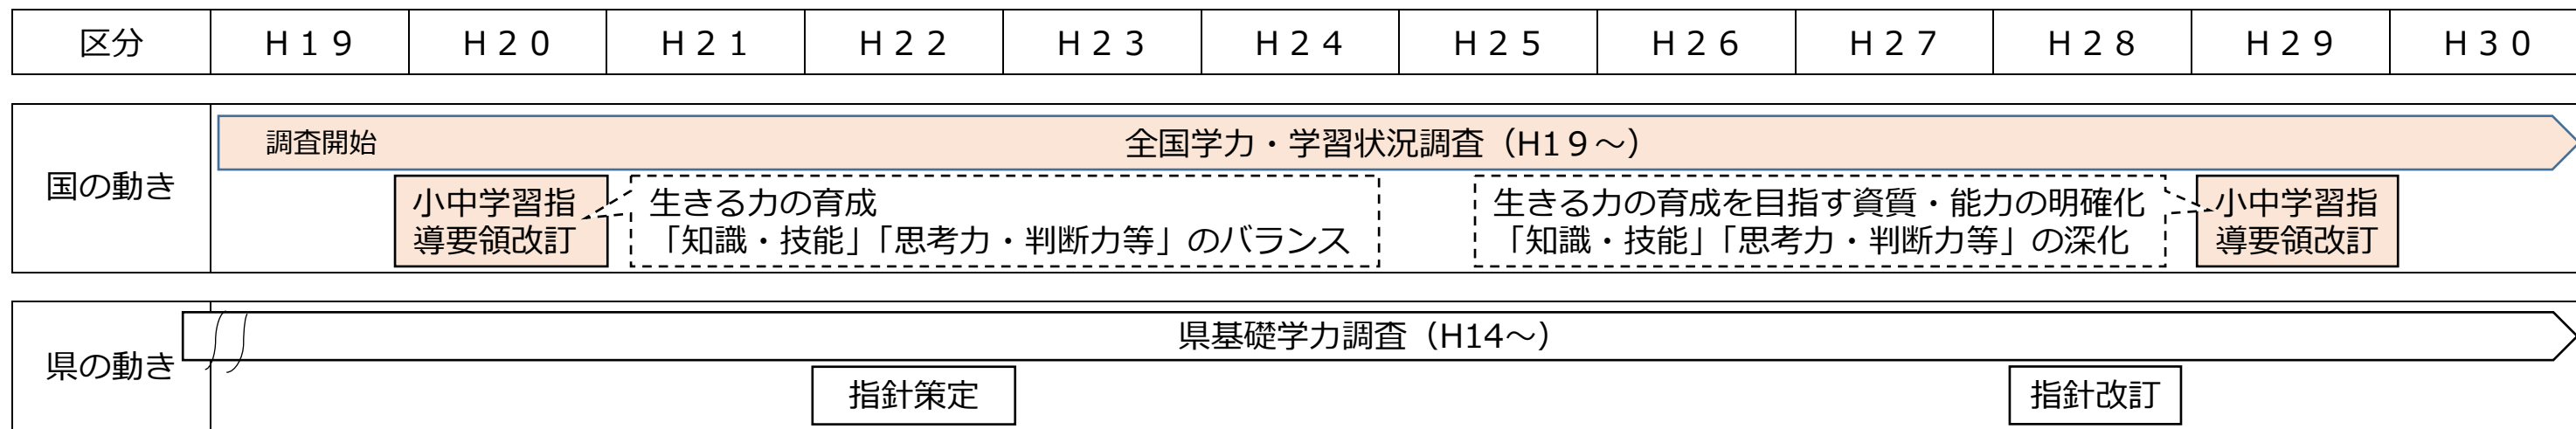 区分 H19 H20 H21 H22 H23 H24 H25 H26 H27 H28 H29 H30
国の動き
調査開始 全国学力・学習状況調査（H19～）
小中学習指
導要領改訂
生きる力の育成
「知識・技能」「思考力・判断力等」のバランス
生きる力の育成を目指す資質・能力の明確化
「知識・技能」「思考力・判断力等」の深化
小中学習指
導要領改訂
県の動き
県基礎学力調査（H14～）
指針策定
指針改訂